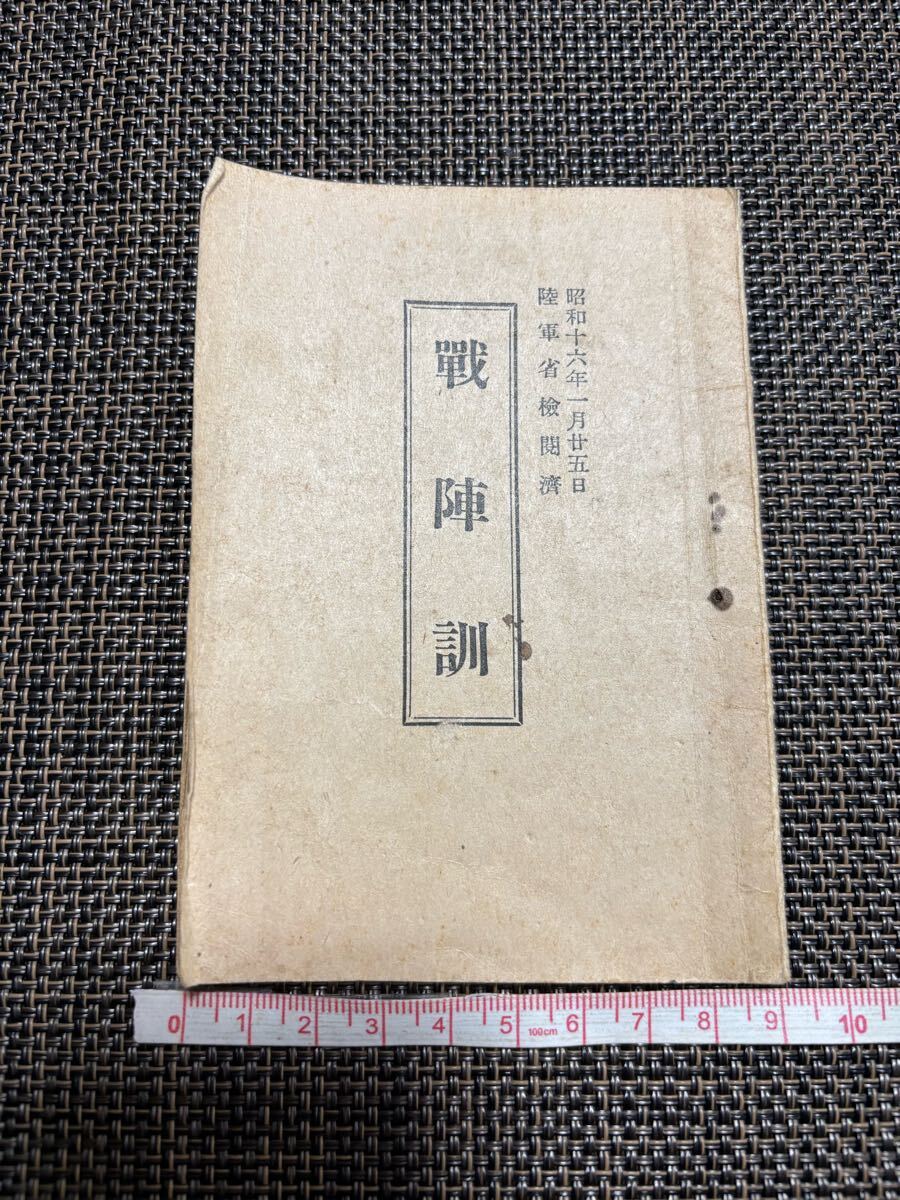 昭和十六年一月廿五日
陸軍省檢閲濟
戰陣訓
0 1 2 3 4 5 100cm 6 7 8 9 10